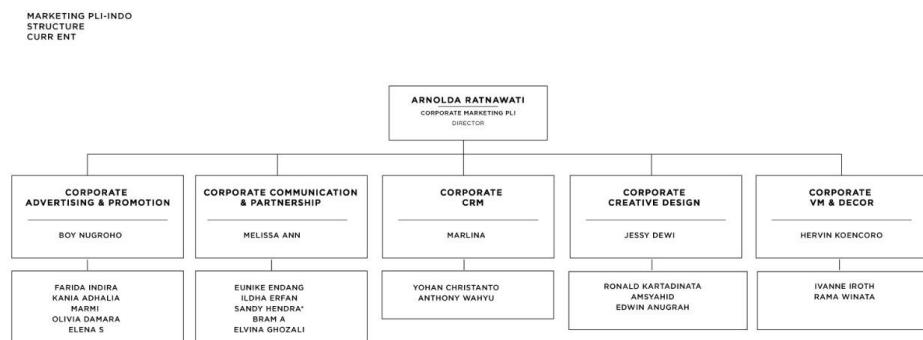 MARKETING PLI-INDO
STRUCTURE
CURR ENT
ARNOLDA RATNAWATI
CORPORATE MARKETING PLI
DIRECTOR
CORPORATE
ADVERTISING & PROMOTION
BOY NUGROHO
FARIDA INDIRA
KANIA ADHALIA
MARMI
OLIVIA DAMARA
ELENA S
CORPORATE COMMUNICATION
& PARTNERSHIP
MELISSA ANN
EUNIKE ENDANG
ILDHA ERFAN
SANDY HENDRA*
BRAM A
ELVINA GHOZALI
CORPORATE
CRM
MARLINA
YOHAN CHRISTANTO
ANTHONY WAHYU
CORPORATE
CREATIVE DESIGN
JESSY DEWI
RONALD KARTADINATA
AMSYAHID
EDWIN ANUGRAH
CORPORATE
VM & DECOR
HERVIN KOENCORO
IVANNE IROTH
RAMA WINATA